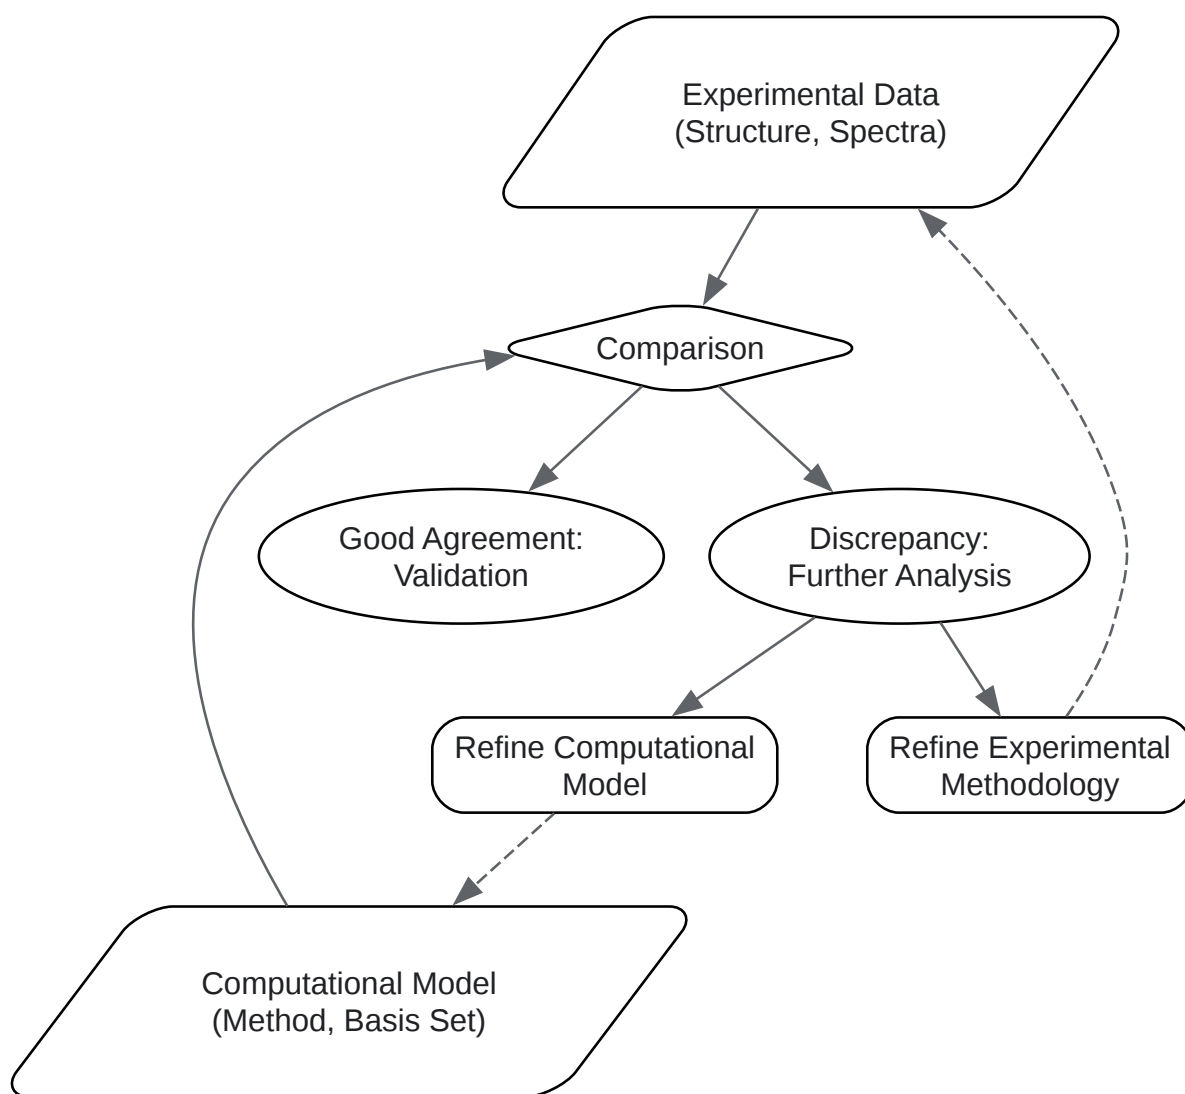 Experimental Data
(Structure, Spectra)
Comparison
Good Agreement:
Validation
Discrepancy:
Further Analysis
Refine Computational
Model
Refine Experimental
Methodology
Computational Model
(Method, Basis Set)